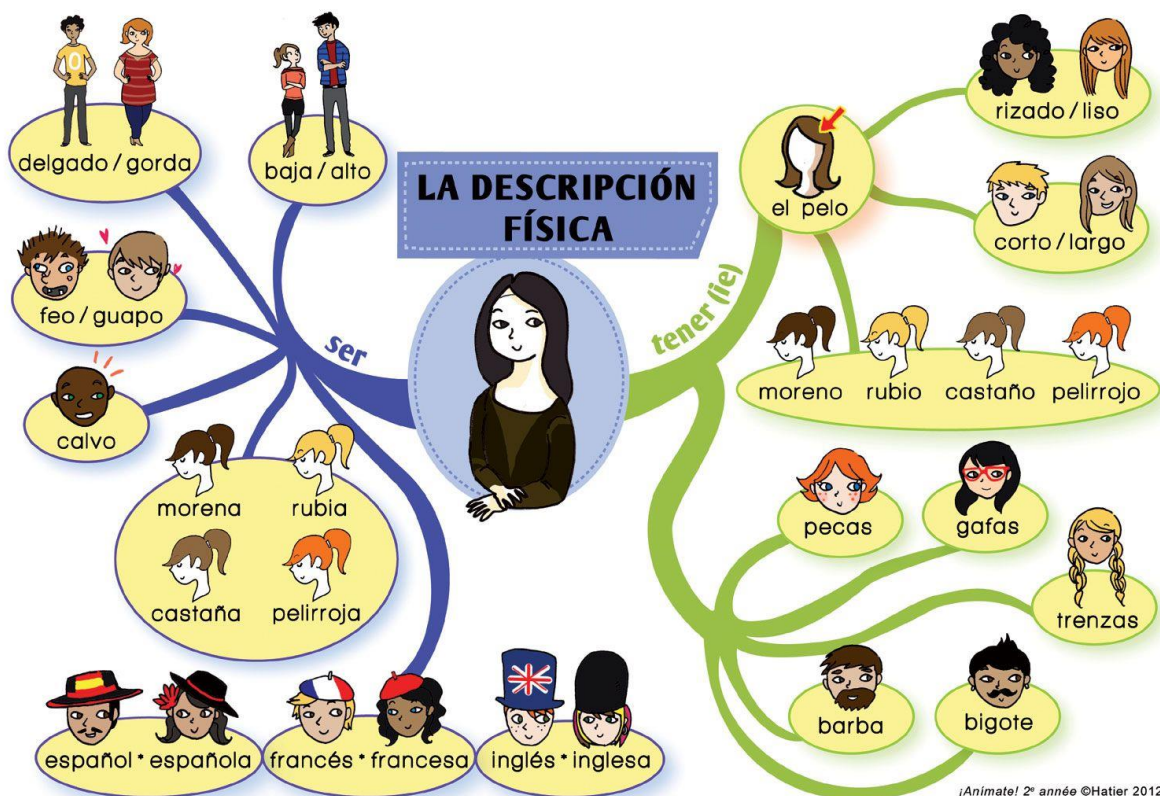 LA DESCRIPCIÓN
FÍSICA
ser
delgado / gorda
baja / alto
feo / guapo
calvo
morena
rubia
castaña
pelirroja
español * española
francés * francesa
inglés * inglesa
tener (ie)
el pelo
rizado / liso
corto / largo
moreno
rubio
castaño
pelirrojo
pecas
gafas
trenzas
barba
bigote
¡Animate! 2e année ©Hatier 2012